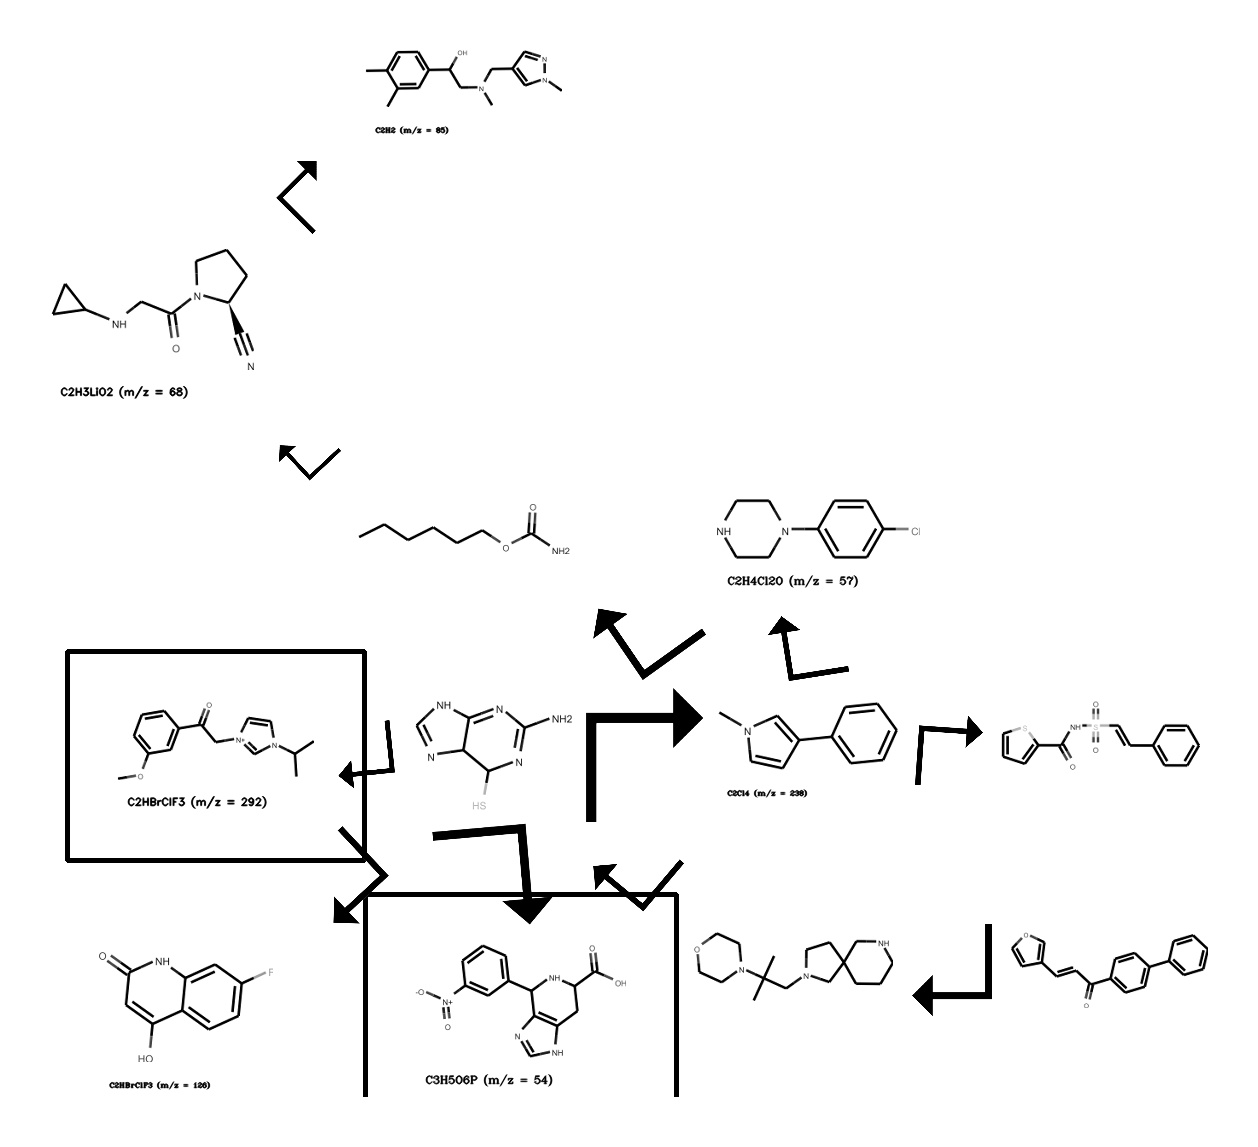 OH
N
N
N
C2H2 (m/z = 85)
N
NH
O
N
C2H3LiO2 (m/z = 68)
O
O
NH2
NH
N
Cl
C2H4Cl2O (m/z = 57)
O
N+
N
O
C2HBrClF3 (m/z = 292)
NH
N
NH2
N
N
HS
N
C2Cl4 (m/z = 238)
S
O
NH
S
O
O
O
NH
F
HO
C2HBrClF3 (m/z = 126)
O
NH
OH
-O
N+
O
N
NH
C3H5O6P (m/z = 54)
O
N
N
NH
O
O